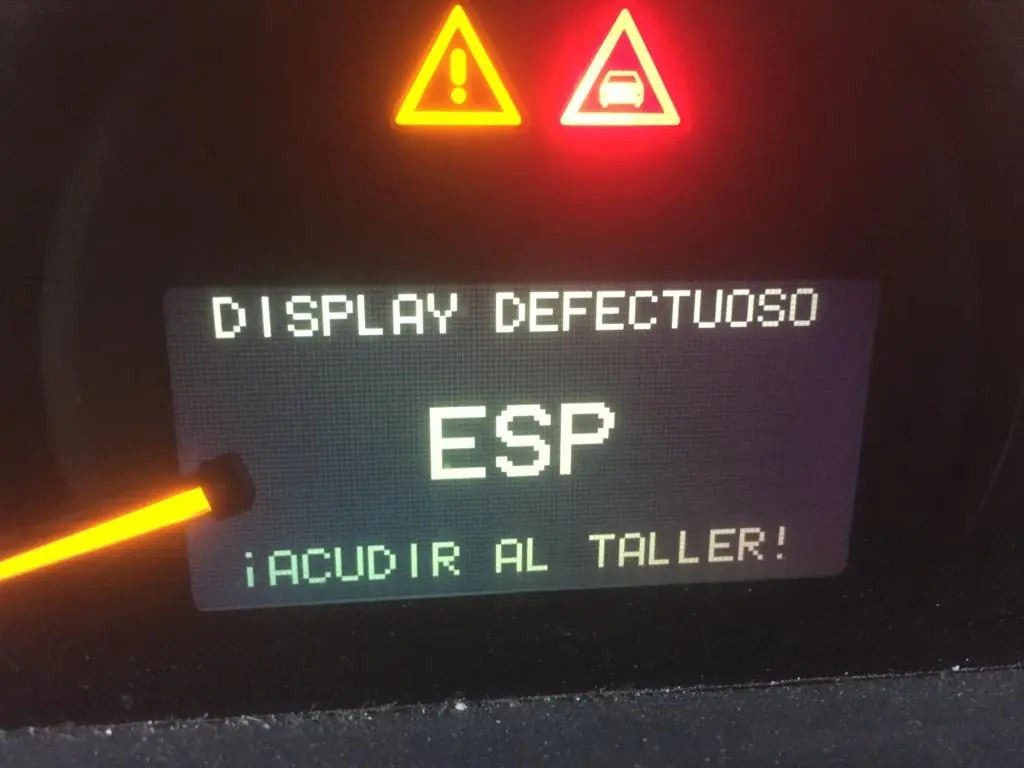 DISPLAY DEFECTUOSO
ESP
¡ACUDIR AL TALLER!